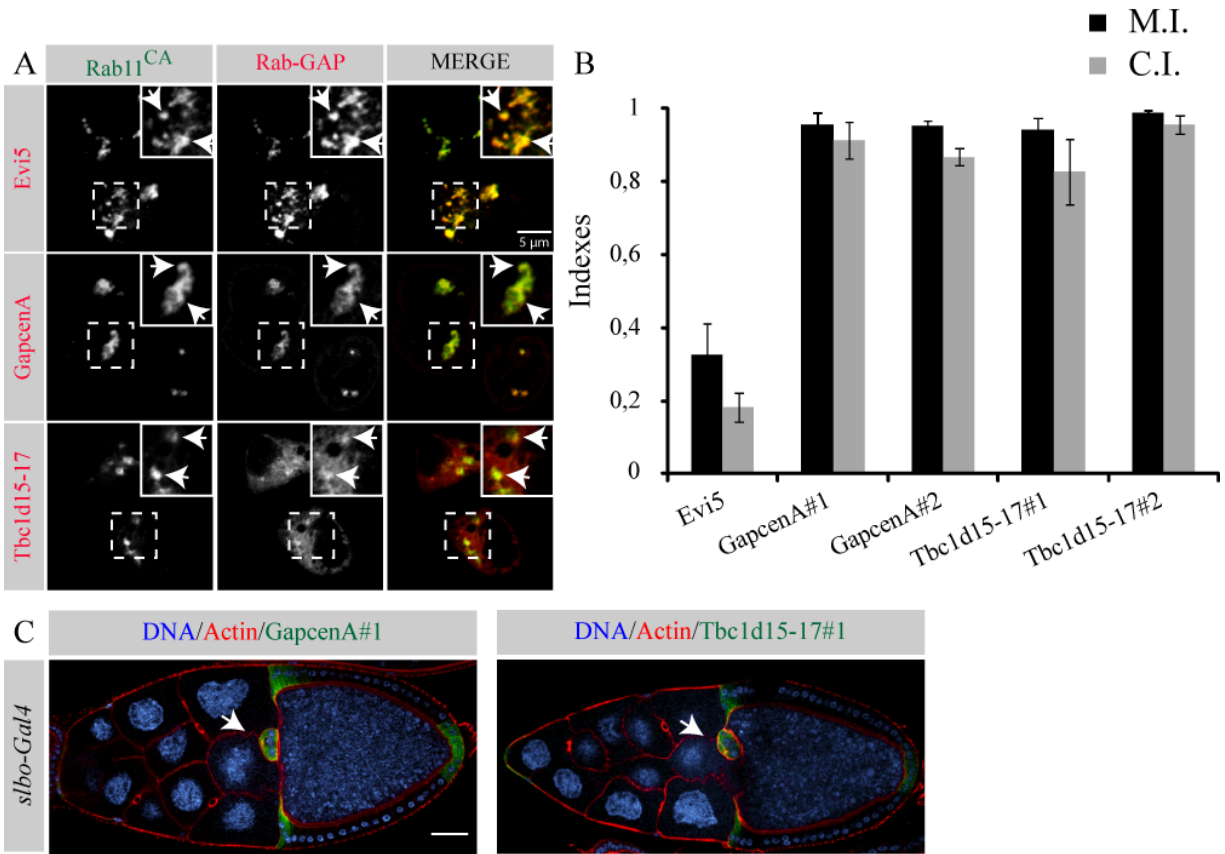 A
Rab11CA
Rab-GAP
MERGE
Evi5
5 μm
GapcenA
Tbc1d15-17
B
M.I.
C.I.
Indexes
1
0,8
0,6
0,4
0,2
0
Evi5
GapcenA#1
GapcenA#2
Tbc1d15-17#1
Tbc1d15-17#2
C
DNA/Actin/GapcenA#1
DNA/Actin/Tbc1d15-17#1
slbo-Gal4